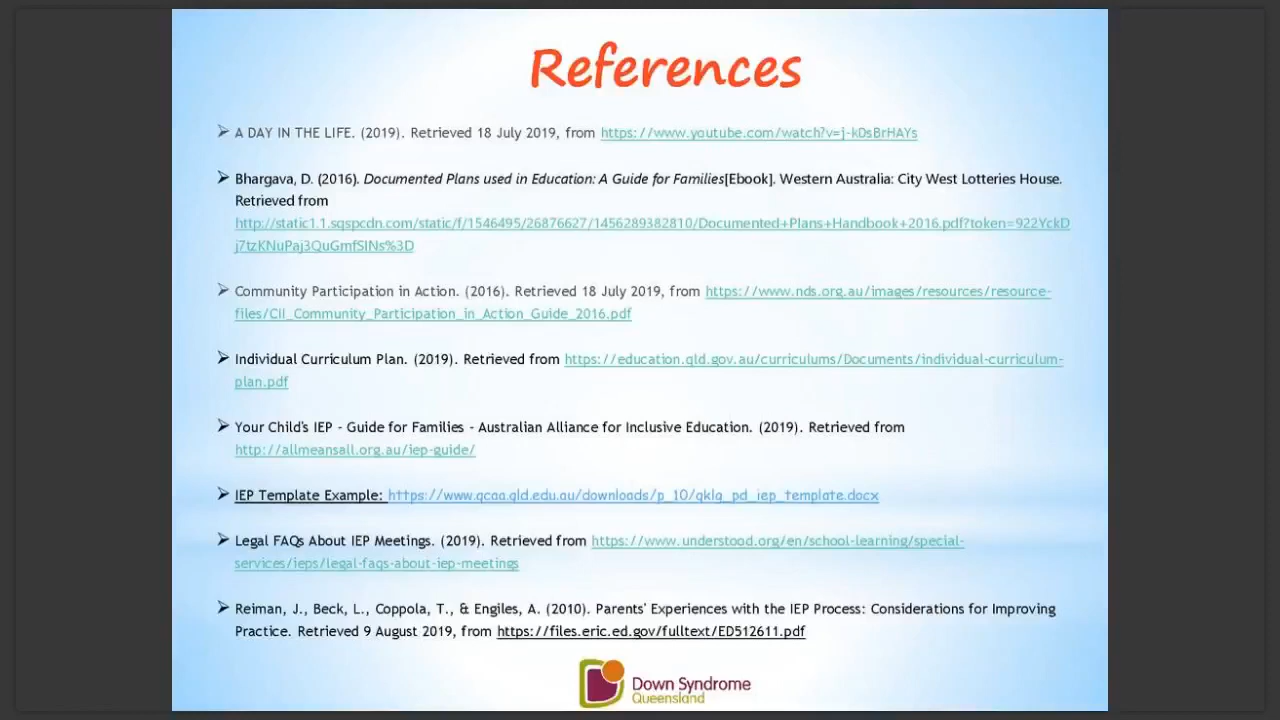 References
A DAY IN THE LIFE. (2019). Retrieved 18 July 2019, from https://www.youtube.com/watch?v=j-kDsBrHAYs
Bhargava, D. (2016). Documented Plans used in Education: A Guide for Families[Ebook]. Western Australia: City West Lotteries House.
Retrieved from
http://static1.1.sqspcdn.com/static/f/1546495/26876627/1456289382810/Documented+Plans+Handbook+2016.pdf?token=922YckD
j7tzKNuPaj3QuGmfSINs%3D
Community Participation in Action. (2016). Retrieved 18 July 2019, from https://www.nds.org.au/images/resources/resource-
files/CII_Community_Participation_in_Action_Guide_2016.pdf
Individual Curriculum Plan. (2019). Retrieved from https://education.qld.gov.au/curriculums/Documents/individual-curriculum-
plan.pdf
Your Child's IEP - Guide for Families - Australian Alliance for Inclusive Education. (2019). Retrieved from
http://allmeansall.org.au/iep-guide/
IEP Template Example: https://www.qcaa.qld.edu.au/downloads/p_10/qklg_pd_iep_template.docx
Legal FAQs About IEP Meetings. (2019). Retrieved from https://www.understood.org/en/school-learning/special-
services/ieps/legal-faqs-about-iep-meetings
Reiman, J., Beck, L., Coppola, T., & Engiles, A. (2010). Parents' Experiences with the IEP Process: Considerations for Improving
Practice. Retrieved 9 August 2019, from https://files.eric.ed.gov/fulltext/ED512611.pdf
Down Syndrome
Queensland